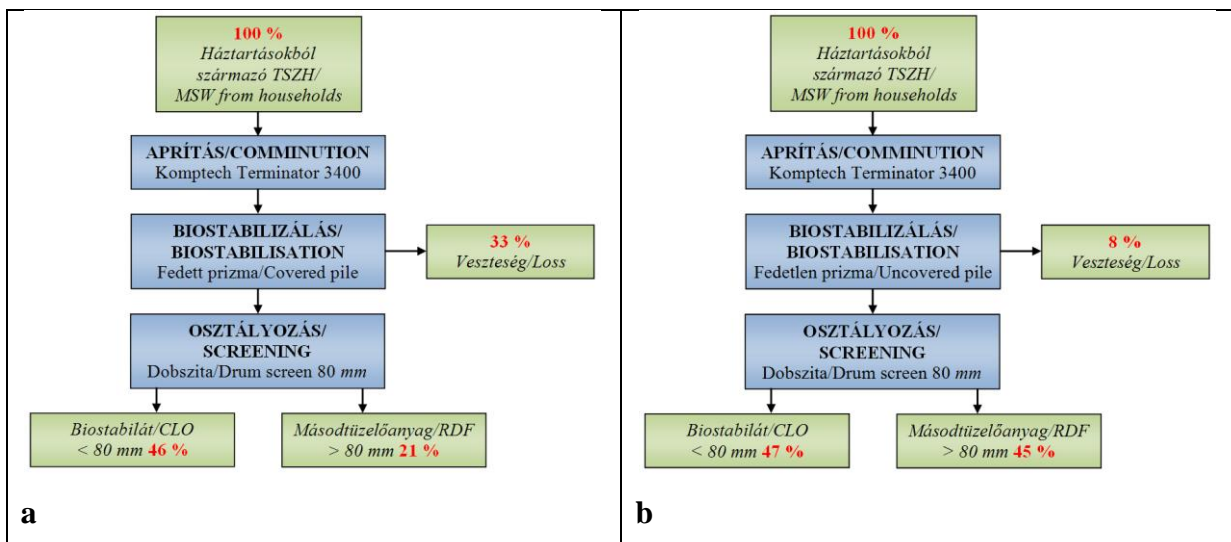 100 %
Háztartásokból
származó TSZH/
MSW from households
APRÍTÁS/COMMINUTION
Komptech Terminator 3400
BIOSTABILIZÁLÁS/
BIOSTABILISATION
Fedett prizma/Covered pile
33 %
Veszteség/Loss
OSZTÁLYOZÁS/
SCREENING
Dobszita/Drum screen 80 mm
Biostabilát/CLO
< 80 mm 46 %
Másodtüzelőanyag/RDF
> 80 mm 21 %
a
100 %
Háztartásokból
származó TSZH/
MSW from households
APRÍTÁS/COMMINUTION
Komptech Terminator 3400
BIOSTABILIZÁLÁS/
BIOSTABILISATION
Fedetlen prizma/Uncovered pile
8 %
Veszteség/Loss
OSZTÁLYOZÁS/
SCREENING
Dobszita/Drum screen 80 mm
Biostabilát/CLO
< 80 mm 47 %
Másodtüzelőanyag/RDF
> 80 mm 45 %
b